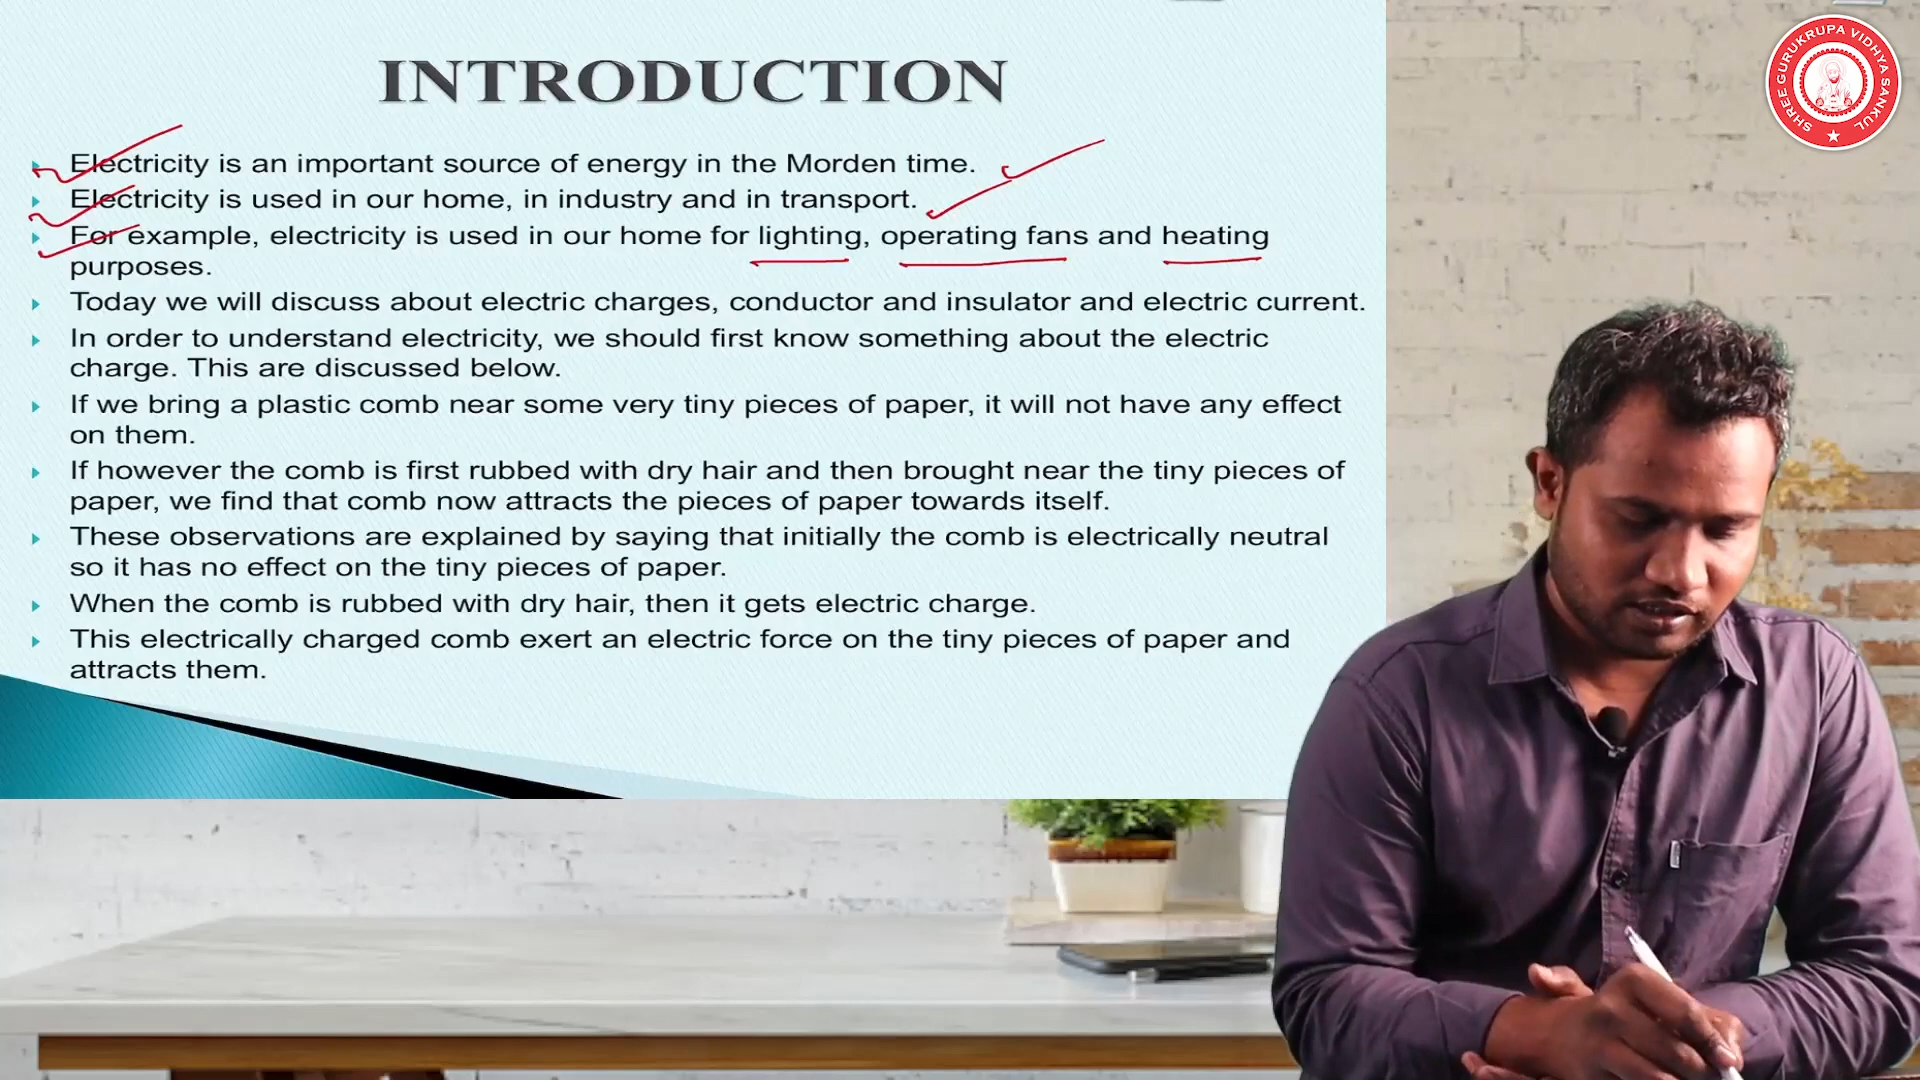 INTRODUCTION
Electricity is an important source of energy in the Morden time.
Electricity is used in our home, in industry and in transport.
For example, electricity is used in our home for lighting, operating fans and heating
purposes.
Today we will discuss about electric charges, conductor and insulator and electric current.
In order to understand electricity, we should first know something about the electric
charge. This are discussed below.
If we bring a plastic comb near some very tiny pieces of paper, it will not have any effect
on them.
If however the comb is first rubbed with dry hair and then brought near the tiny pieces of
paper, we find that comb now attracts the pieces of paper towards itself.
These observations are explained by saying that initially the comb is electrically neutral
so it has no effect on the tiny pieces of paper.
When the comb is rubbed with dry hair, then it gets electric charge.
This electrically charged comb exert an electric force on the tiny pieces of paper and
attracts them.
SHREE GURUKRUPA VIDHYA SANKUL